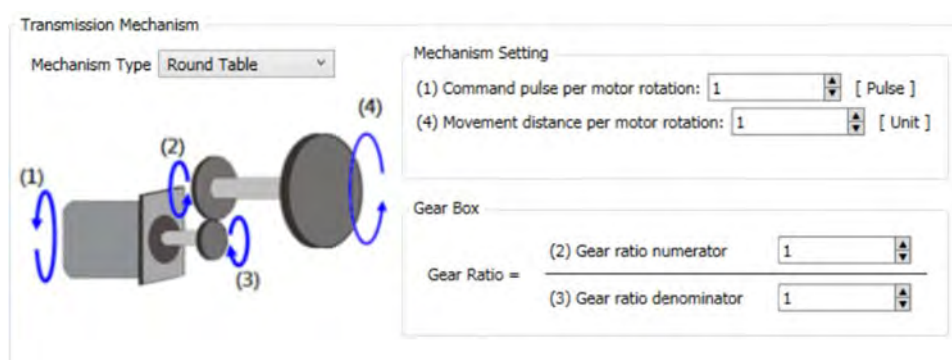 Transmission Mechanism
Mechanism Type Round Table
(1)
(2)
(3)
(4)
Mechanism Setting
(1) Command pulse per motor rotation: 1 [ Pulse ]
(4) Movement distance per motor rotation: 1 [ Unit ]
Gear Box
Gear Ratio =
(2) Gear ratio numerator 1
(3) Gear ratio denominator 1